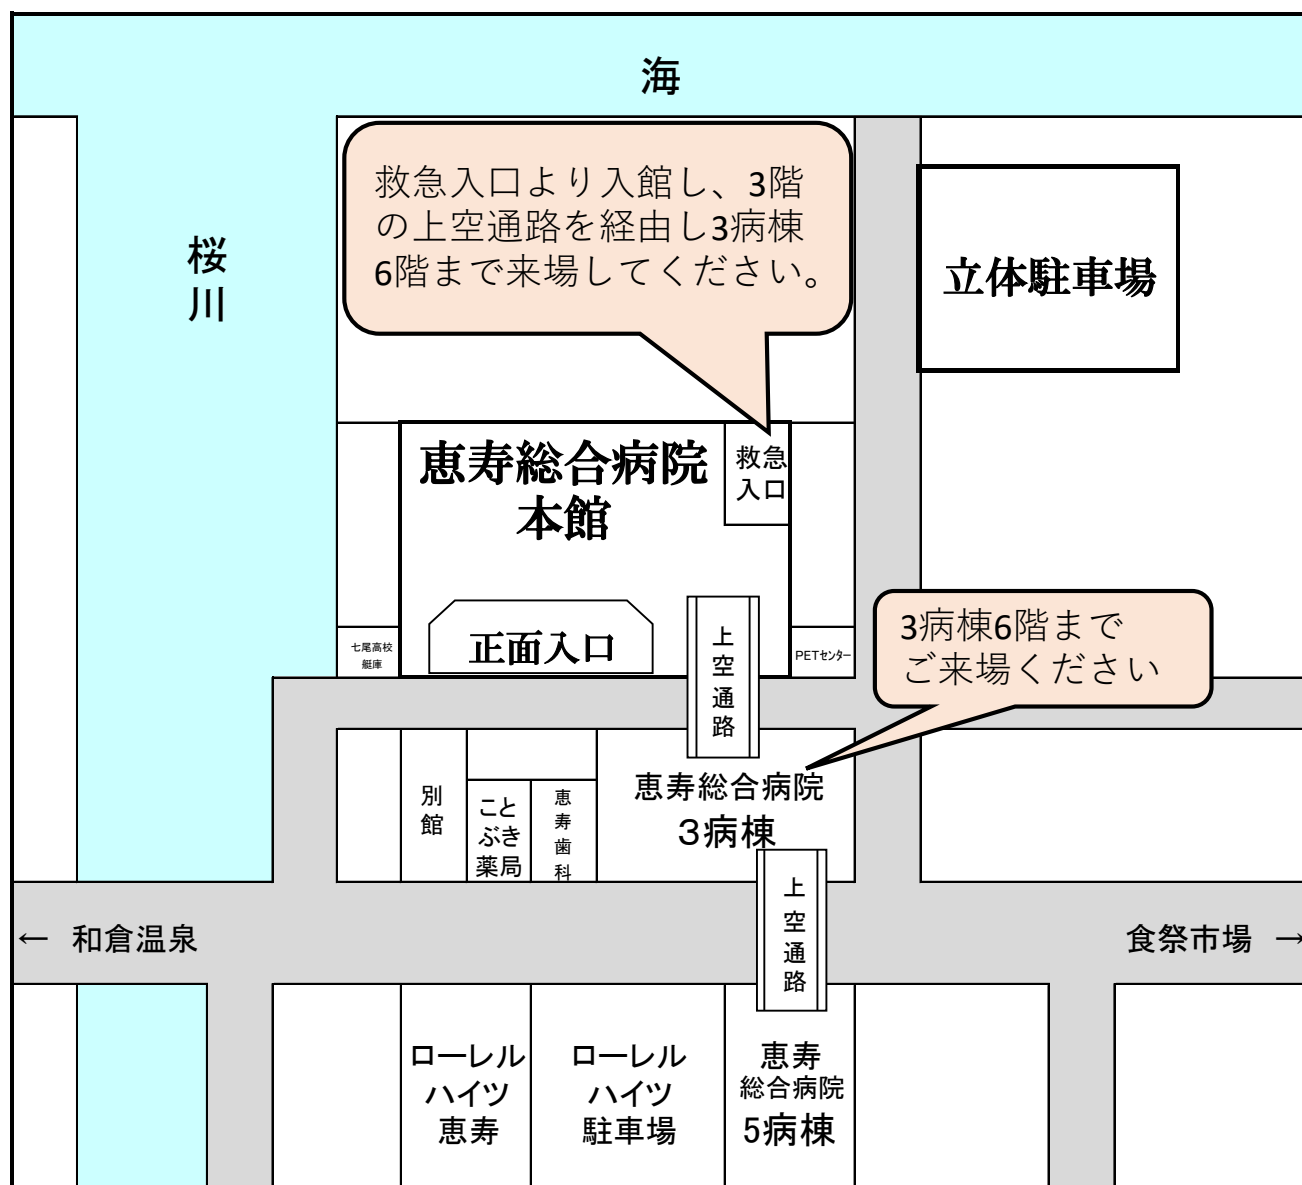 海
桜
川
救急入口より入館し、3階
の上空通路を経由し3病棟
6階まで来場してください。
立体駐車場
恵寿総合病院
本館
救急
入口
正面入口
七尾高校
艇庫
上空通路
PETセンター
3病棟6階まで
ご来場ください
別館
こと
ぶき
薬局
恵寿歯科
恵寿総合病院
３病棟
上空通路
← 和倉温泉
食祭市場 →
ローレル
ハイツ
恵寿
ローレル
ハイツ
駐車場
恵寿
総合病院
5病棟